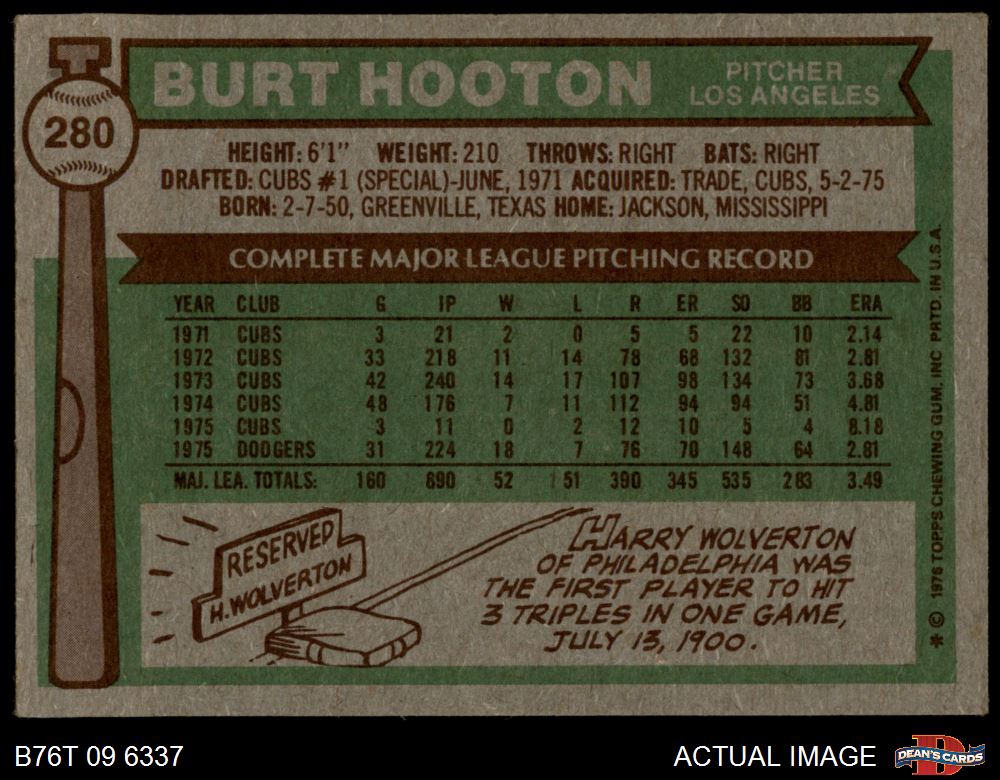 BURT HOOTON
PITCHER
LOS ANGELES
280
HEIGHT: 6'1" WEIGHT: 210 THROWS: RIGHT BATS: RIGHT
DRAFTED: CUBS #1 (SPECIAL)-JUNE, 1971 ACQUIRED: TRADE, CUBS, 5-2-75
BORN: 2-7-50, GREENVILLE, TEXAS HOME: JACKSON, MISSISSIPPI
COMPLETE MAJOR LEAGUE PITCHING RECORD
YEAR CLUB G IP W L R ER SO BB ERA
1971 CUBS 3 21 2 0 5 5 22 10 2.14
1972 CUBS 33 218 11 14 78 68 132 81 2.81
1973 CUBS 42 240 14 17 107 98 134 73 3.68
1974 CUBS 48 176 7 11 112 94 94 51 4.81
1975 CUBS 3 11 0 2 12 10 5 4 8.18
1975 DODGERS 31 224 18 7 76 70 148 64 2.81
MAJ. LEA. TOTALS: 160 890 52 51 390 345 535 283 3.49
RESERVED
H. WOLVERTON
HARRY WOLVERTON
OF PHILADELPHIA WAS
THE FIRST PLAYER TO HIT
3 TRIPLES IN ONE GAME,
JULY 13, 1900.
* © 1976 TOPPS CHEWING GUM, INC PRTD. IN U.S.A.
B76T 09 6337
ACTUAL IMAGE
D
DEAN'S CARDS